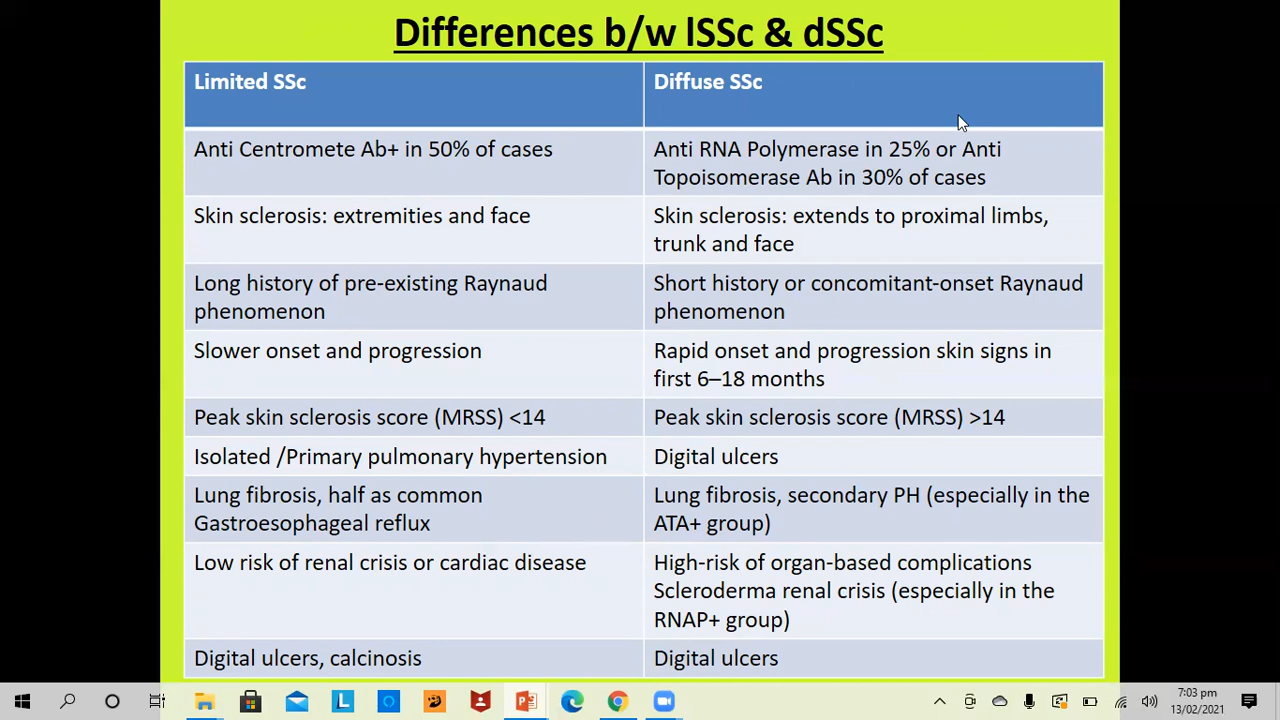 Differences b/w lSSc & dSSc
Limited SSc
Diffuse SSc
Anti Centromete Ab+ in 50% of cases
Anti RNA Polymerase in 25% or Anti
Topoisomerase Ab in 30% of cases
Skin sclerosis: extremities and face
Skin sclerosis: extends to proximal limbs,
trunk and face
Long history of pre-existing Raynaud
phenomenon
Short history or concomitant-onset Raynaud
phenomenon
Slower onset and progression
Rapid onset and progression skin signs in
first 6–18 months
Peak skin sclerosis score (MRSS) <14
Peak skin sclerosis score (MRSS) >14
Isolated /Primary pulmonary hypertension
Digital ulcers
Lung fibrosis, half as common
Gastroesophageal reflux
Lung fibrosis, secondary PH (especially in the
ATA+ group)
Low risk of renal crisis or cardiac disease
High-risk of organ-based complications
Scleroderma renal crisis (especially in the
RNAP+ group)
Digital ulcers, calcinosis
Digital ulcers
7:03 pm
13/02/2021